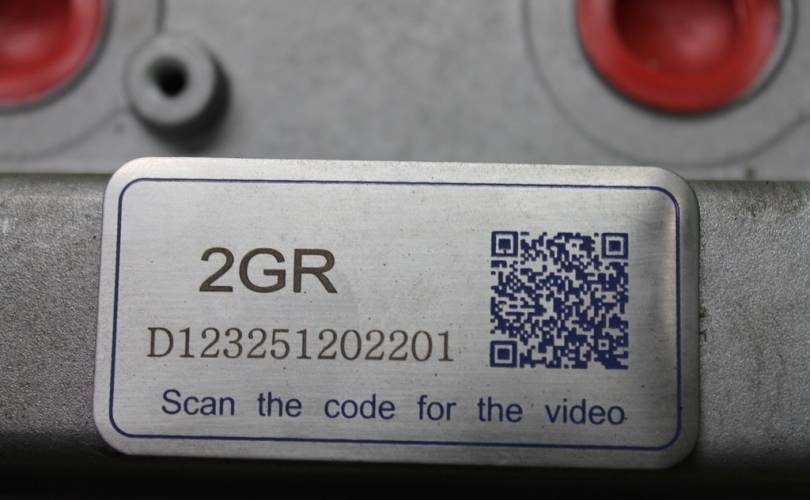 2GR
D123251202201
Scan the code for the video